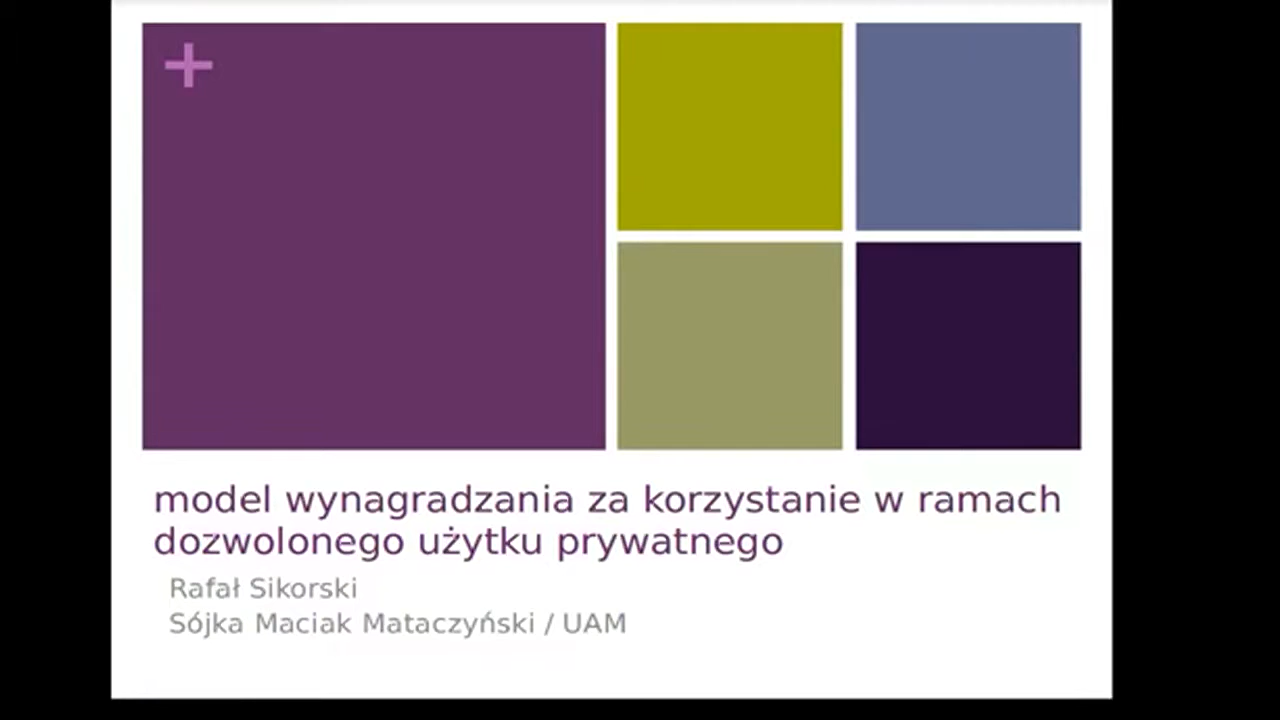 +
model wynagradzania za korzystanie w ramach
dozwolonego użytku prywatnego
Rafał Sikorski
Sójka Maciak Mataczyński / UAM